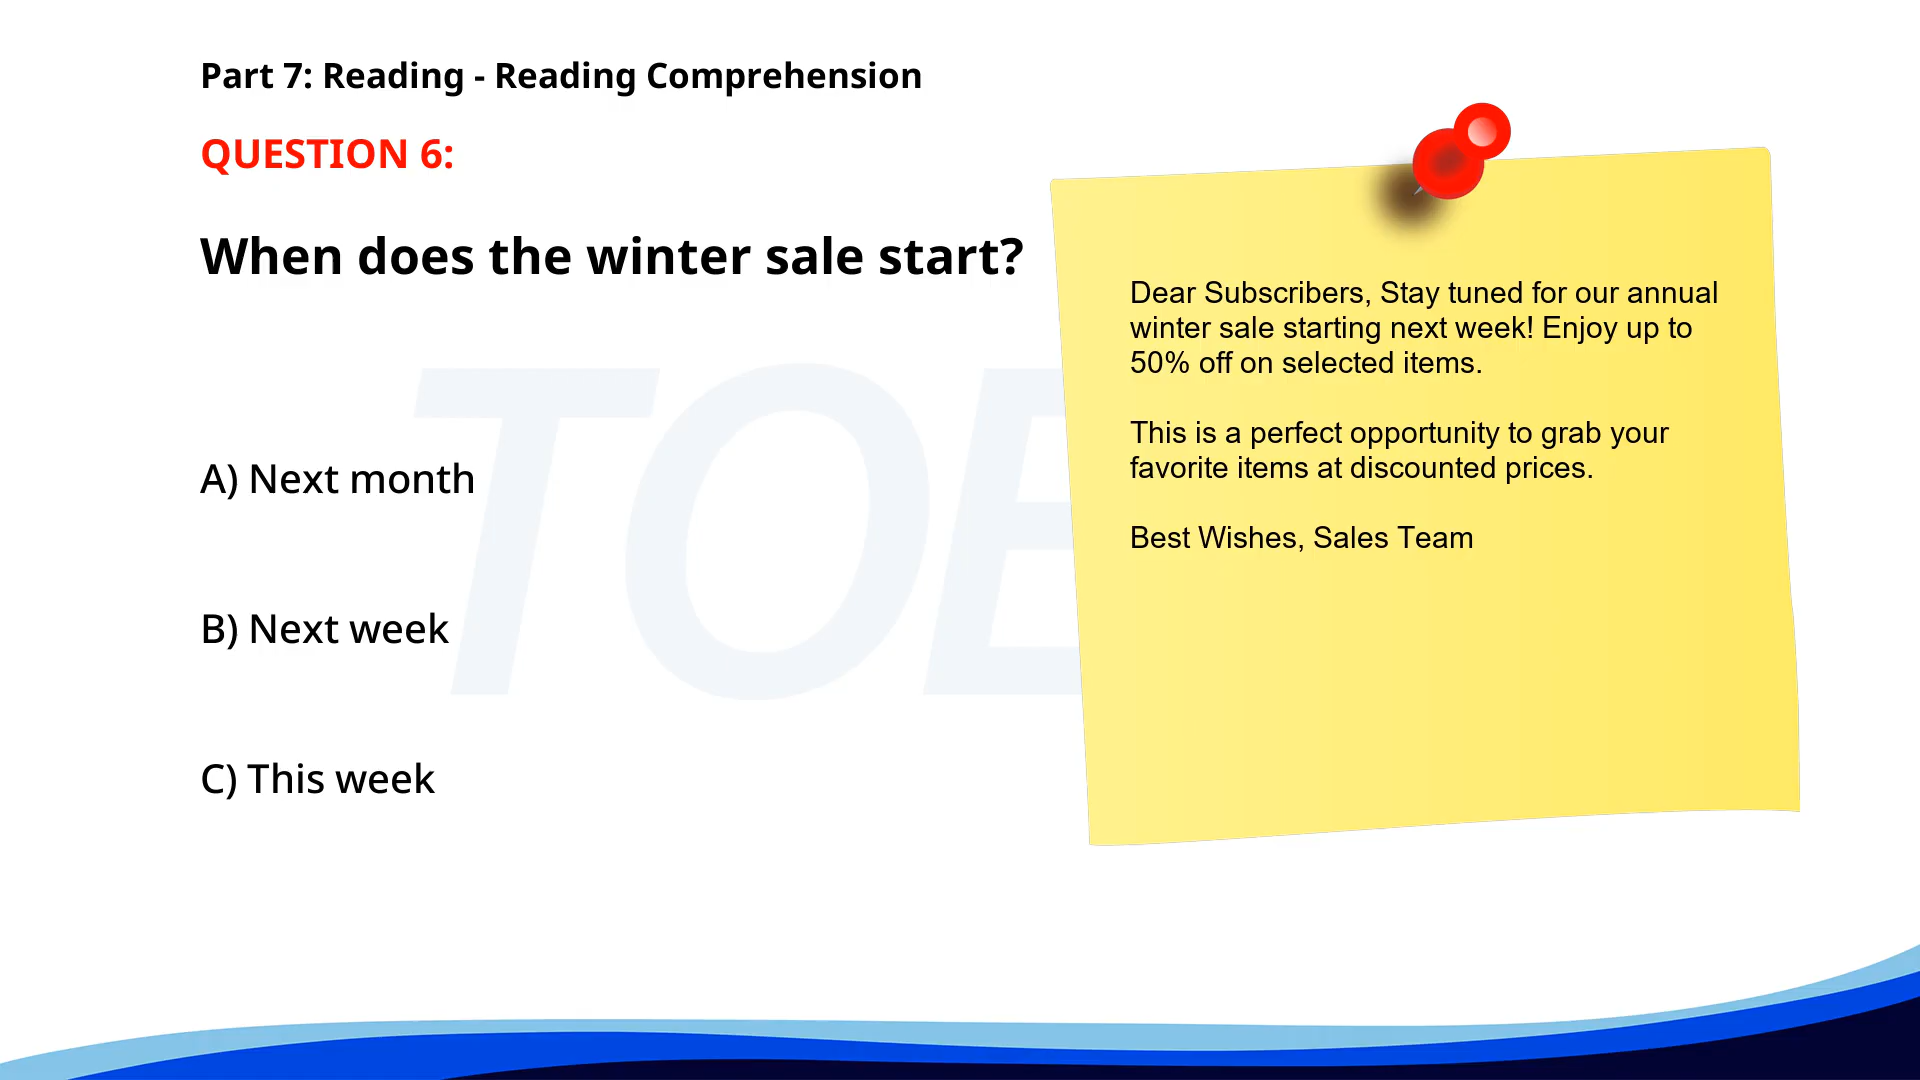 Part 7: Reading - Reading Comprehension
QUESTION 6:
When does the winter sale start?
A) Next month
B) Next week
C) This week
Dear Subscribers, Stay tuned for our annual
winter sale starting next week! Enjoy up to
50% off on selected items.
This is a perfect opportunity to grab your
favorite items at discounted prices.
Best Wishes, Sales Team
TOE